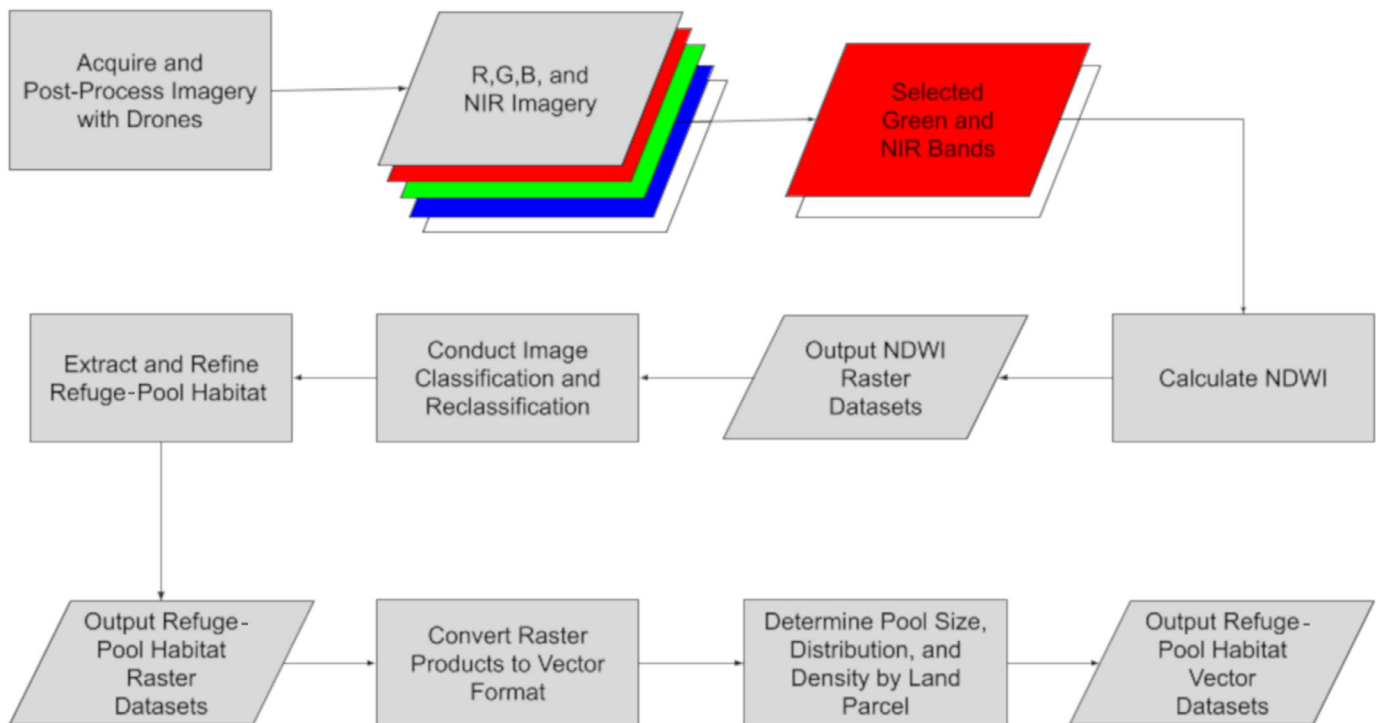 Acquire and
Post-Process Imagery
with Drones
R,G,B, and
NIR Imagery
Selected
Green and
NIR Bands
Extract and Refine
Refuge-Pool Habitat
Conduct Image
Classification and
Reclassification
Output NDWI
Raster
Datasets
Calculate NDWI
Output Refuge-
Pool Habitat
Raster
Datasets
Convert Raster
Products to Vector
Format
Determine Pool Size,
Distribution, and
Density by Land
Parcel
Output Refuge-
Pool Habitat
Vector
Datasets